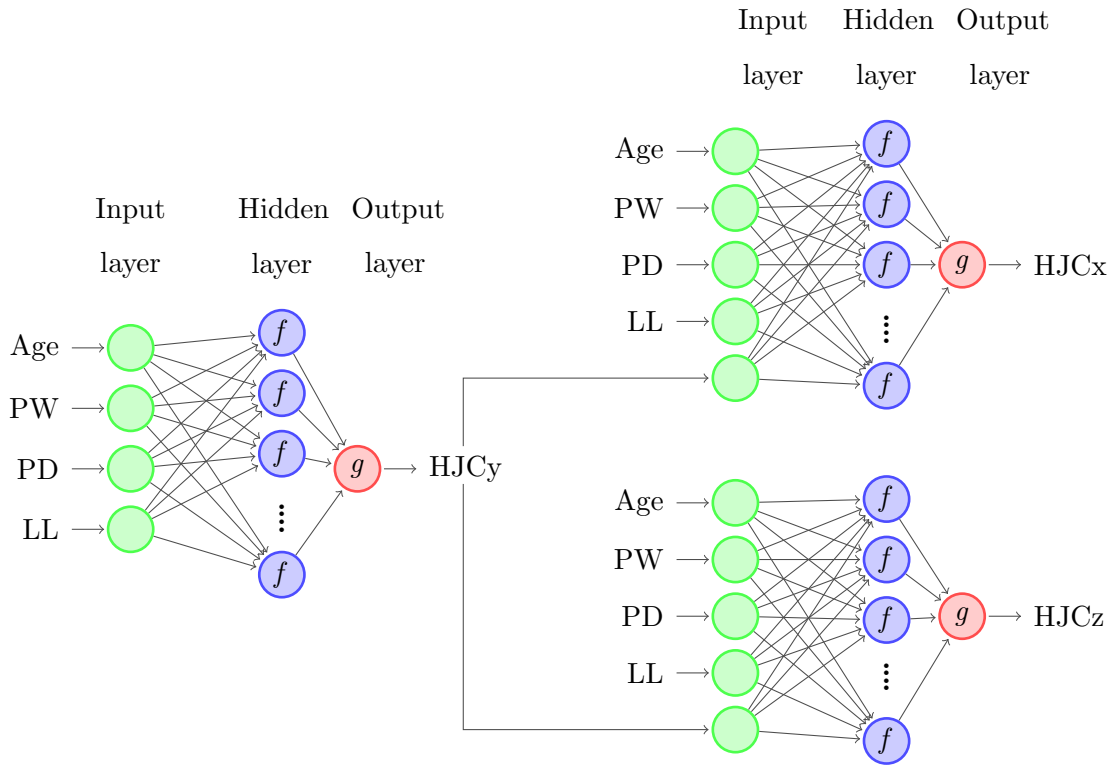 Input Hidden Output
layer layer layer
Age
PW
PD
LL
f
f
f
f
g
HJCy
Input Hidden Output
layer layer layer
Age
PW
PD
LL
f
f
f
f
g
HJCx
Age
PW
PD
LL
f
f
f
f
g
HJCz